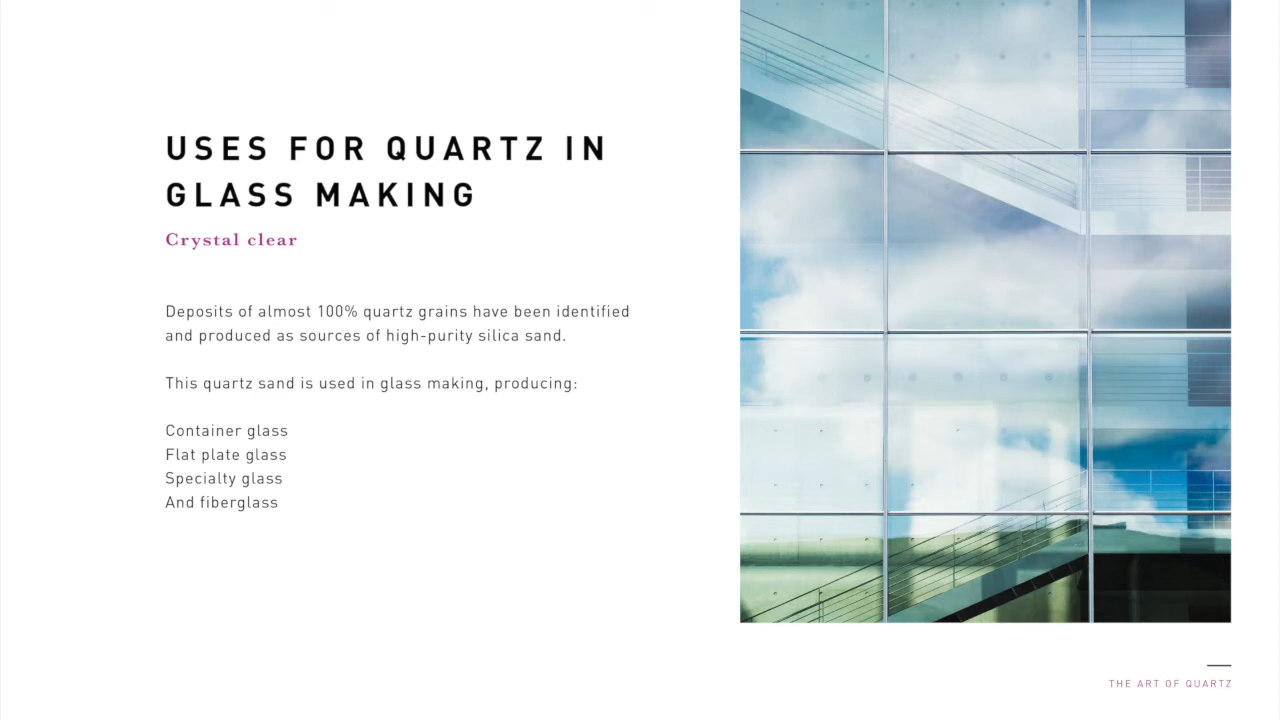 USES FOR QUARTZ IN
GLASS MAKING
Crystal clear
Deposits of almost 100% quartz grains have been identified
and produced as sources of high-purity silica sand.
This quartz sand is used in glass making, producing:
Container glass
Flat plate glass
Specialty glass
And fiberglass
THE ART OF QUARTZ